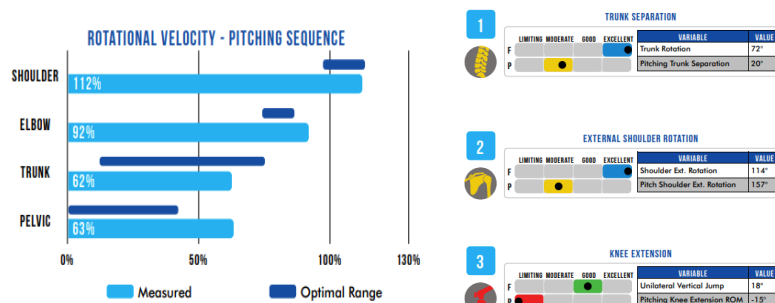 ROTATIONAL VELOCITY - PITCHING SEQUENCE
SHOULDER
112%
ELBOW
92%
TRUNK
62%
PELVIC
63%
0% 50% 100% 130%
Measured Optimal Range
1
TRUNK SEPARATION
LIMITING MODERATE GOOD EXCELLENT
F
P
VARIABLE VALUE
Trunk Rotation 72°
Pitching Trunk Separation 20°
2
EXTERNAL SHOULDER ROTATION
LIMITING MODERATE GOOD EXCELLENT
F
P
VARIABLE VALUE
Shoulder Ext. Rotation 114°
Pitch Shoulder Ext. Rotation 157°
3
KNEE EXTENSION
LIMITING MODERATE GOOD EXCELLENT
F
P
VARIABLE VALUE
Unilateral Vertical Jump 18"
Pitching Knee Extension ROM -15°